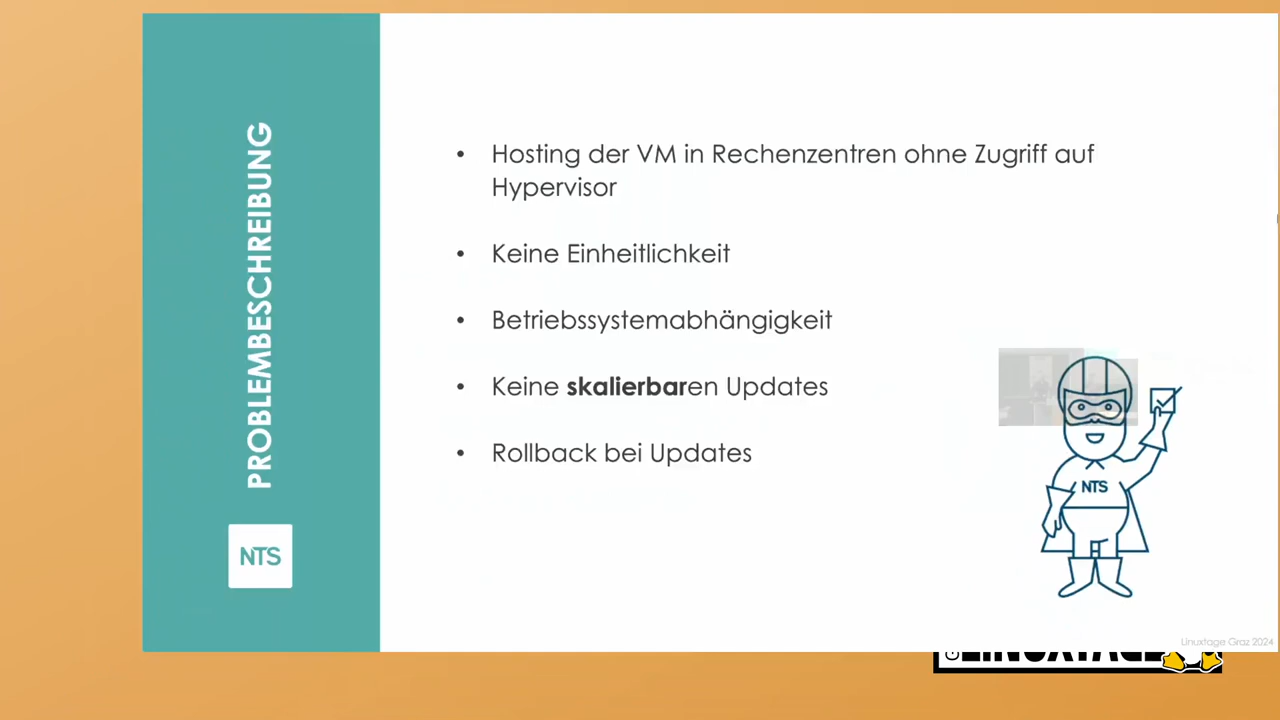 PROBLEMBESCHREIBUNG
NTS
• Hosting der VM in Rechenzentren ohne Zugriff auf
Hypervisor
• Keine Einheitlichkeit
• Betriebssystemabhängigkeit
• Keine skalierbaren Updates
• Rollback bei Updates
NTS
Linuxtage Graz 2024